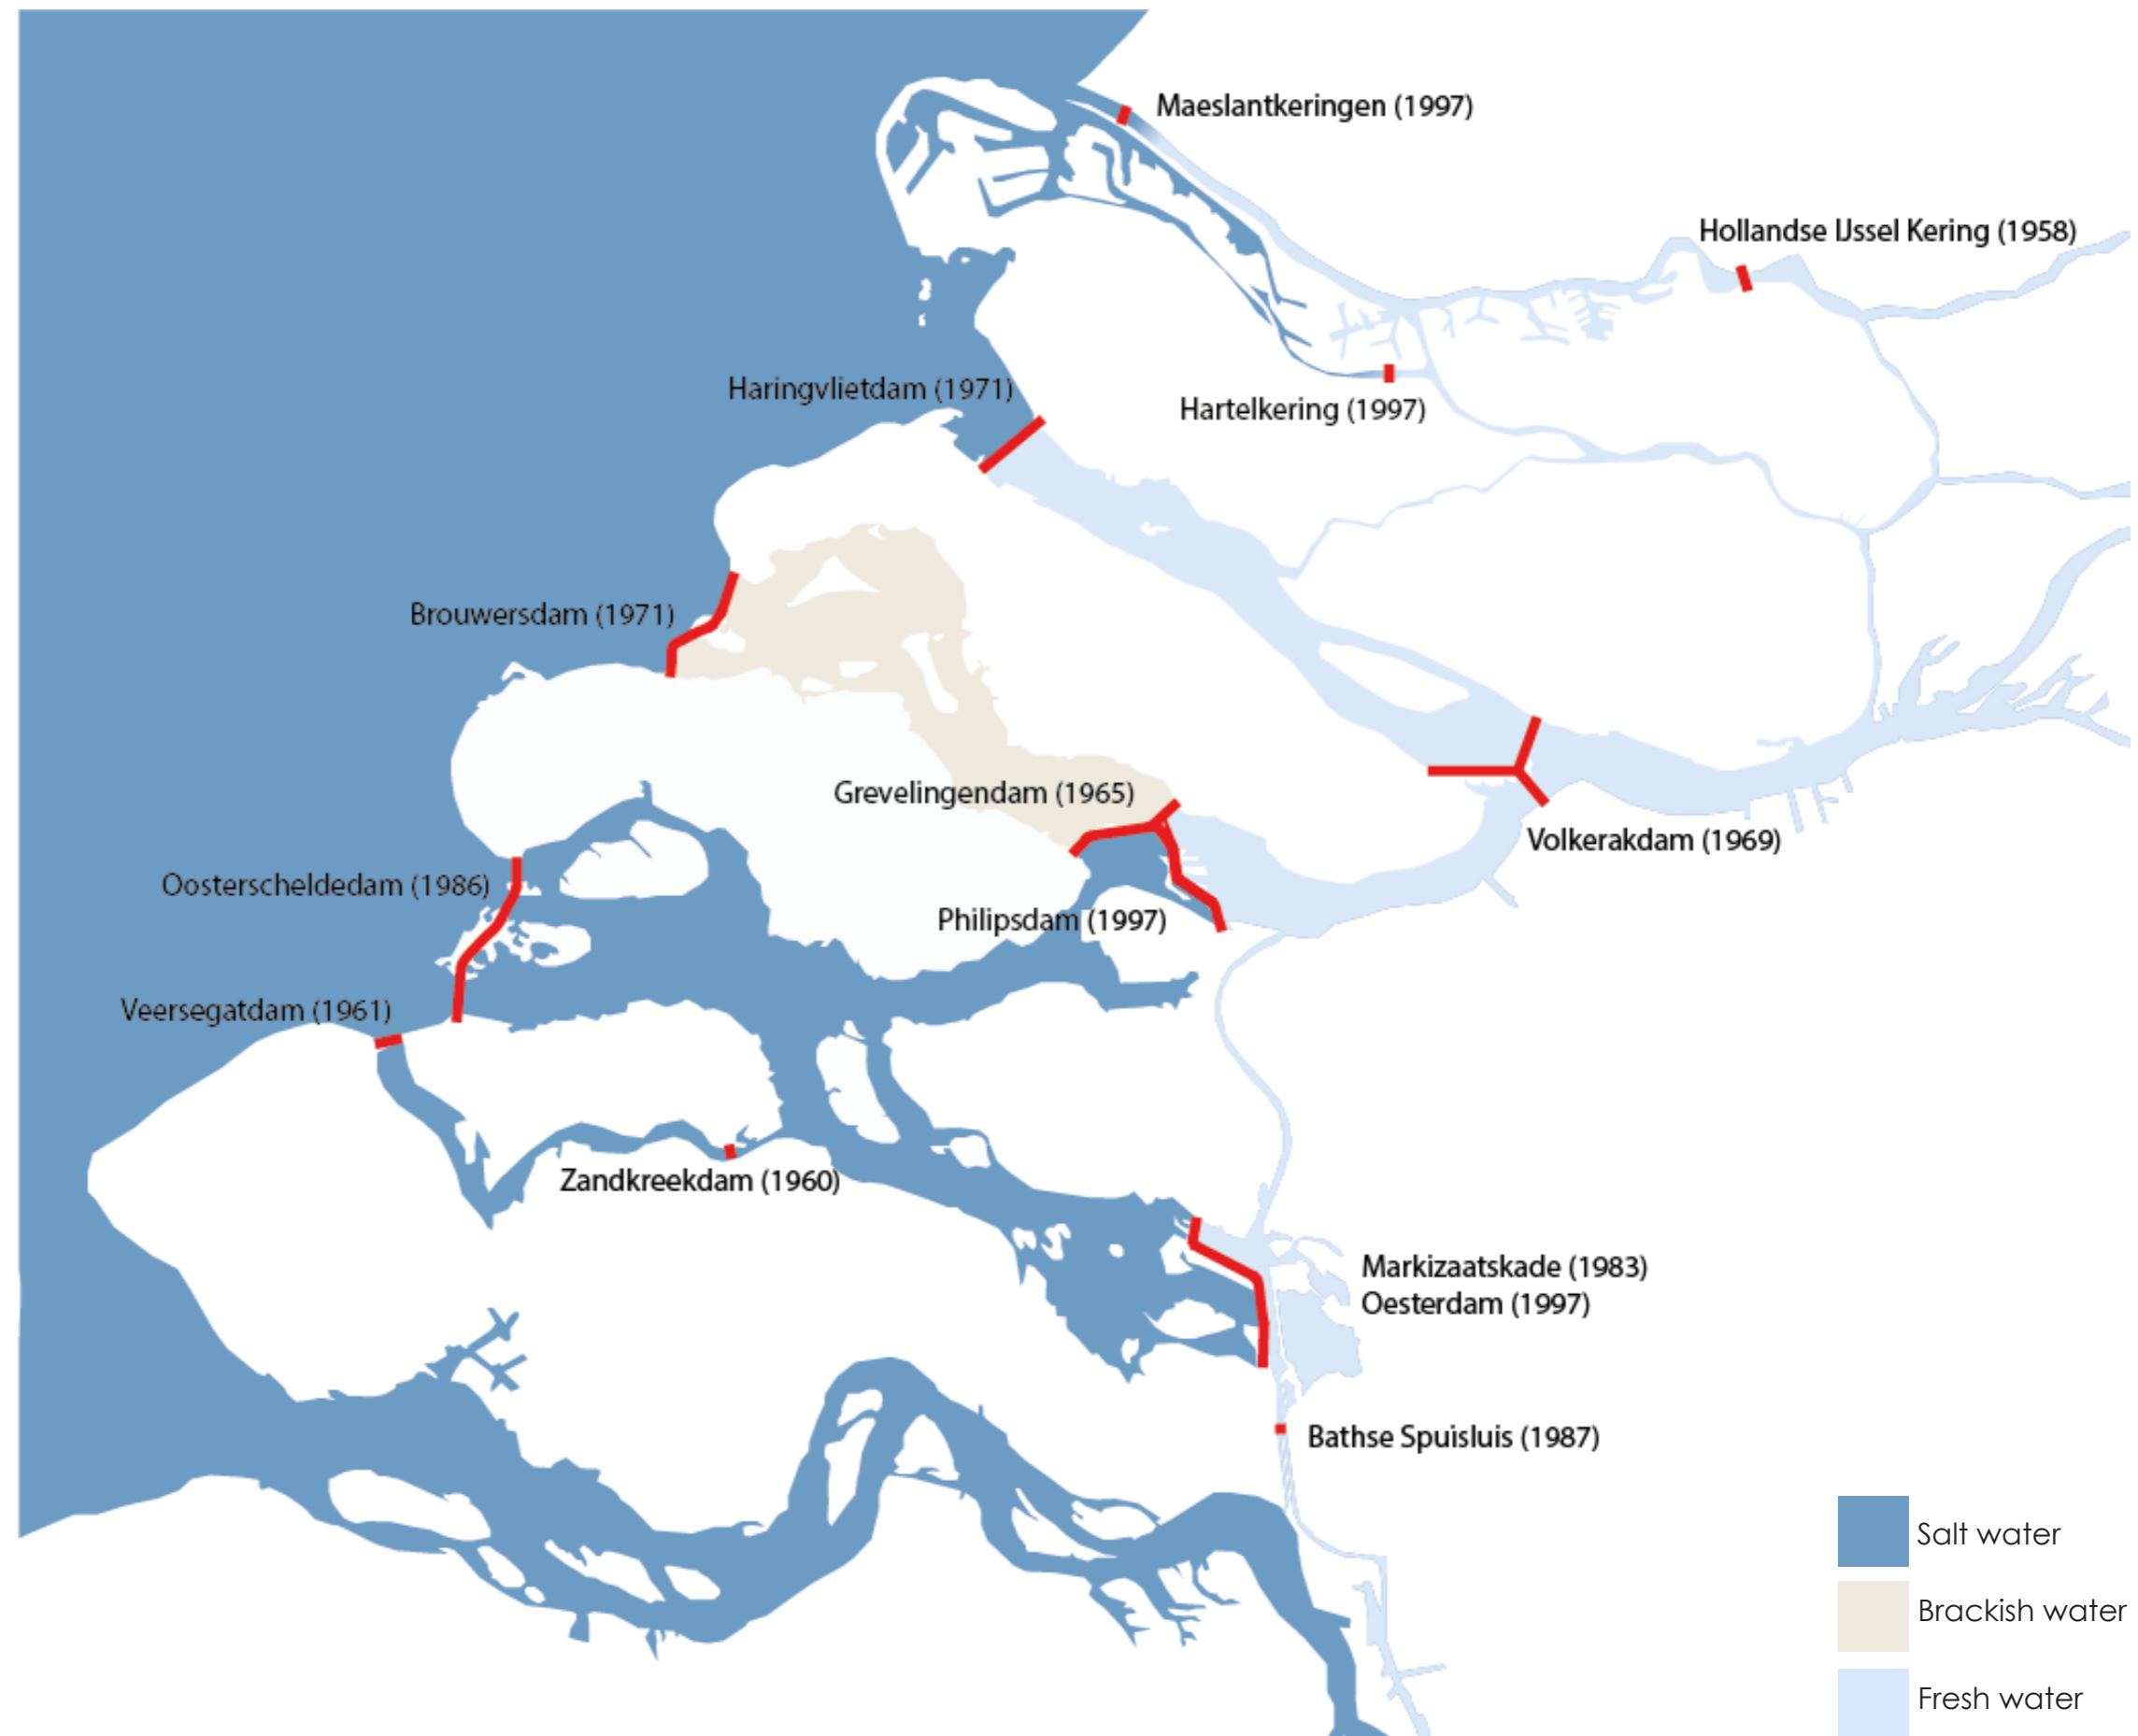 Maeslantkeringen (1997)
Hollandse IJssel Kering (1958)
Haringvlietdam (1971)
Hartelkering (1997)
Brouwersdam (1971)
Grevelingendam (1965)
Volkerakdam (1969)
Oosterscheldedam (1986)
Philipsdam (1997)
Veersegatdam (1961)
Zandkreekdam (1960)
Markizaatskade (1983)
Oesterdam (1997)
Bathse Spuisluis (1987)
Salt water
Brackish water
Fresh water